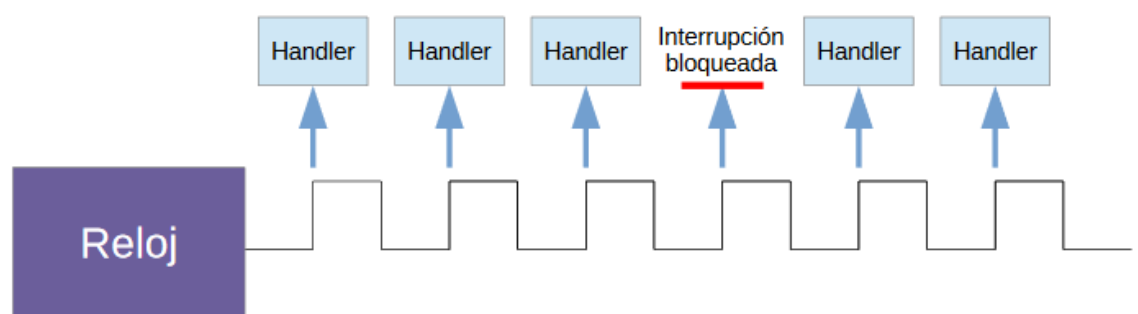 Handler
Handler
Handler
Interrupción
bloqueada
Handler
Handler
Reloj